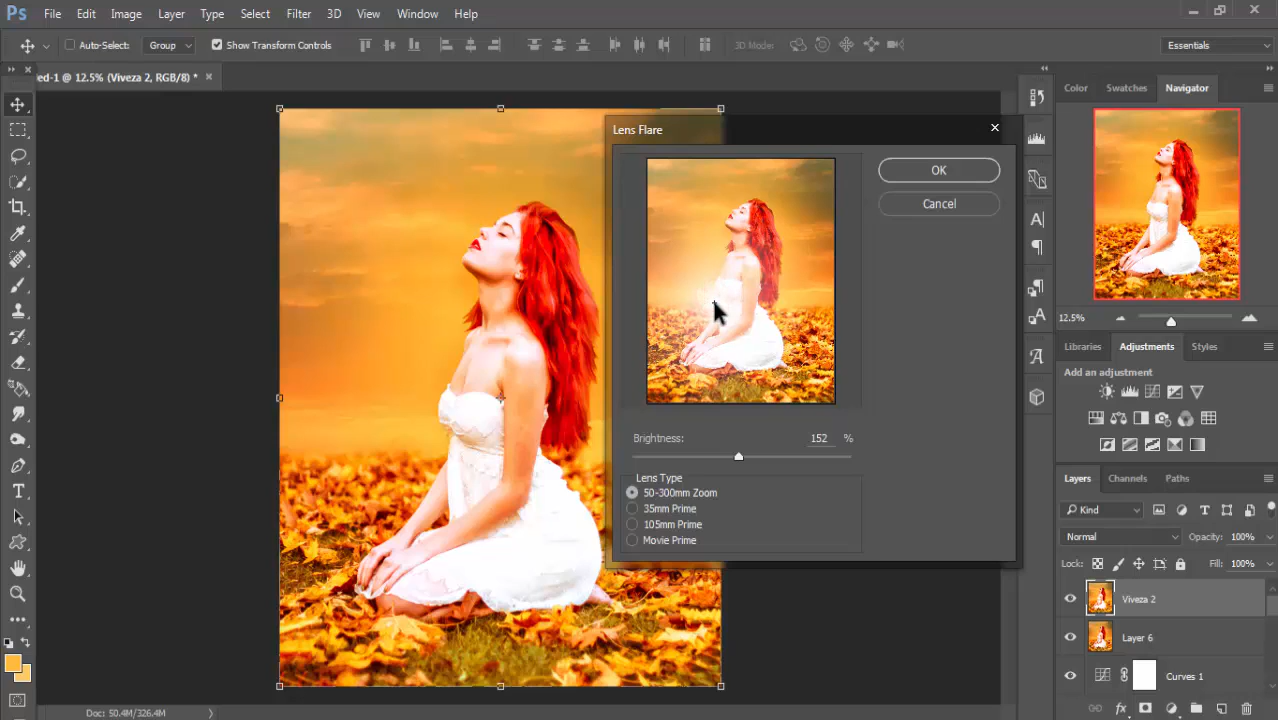 Ps File Edit Image Layer Type Select Filter 3D View Window Help
Auto-Select: Group Show Transform Controls 3D Mode: Essentials
ed-1 @ 12.5% (Viveza 2, RGB/8) * ×
Color Swatches Navigator
Lens Flare
OK
Cancel
12.5%
Libraries Adjustments Styles
Add an adjustment
Brightness: 152 %
Lens Type
50-300mm Zoom
35mm Prime
105mm Prime
Movie Prime
Layers Channels Paths
Kind
Normal Opacity: 100%
Lock: Fill: 100%
Viveza 2
Layer 6
Curves 1
Doc: 50.4M/326.4M